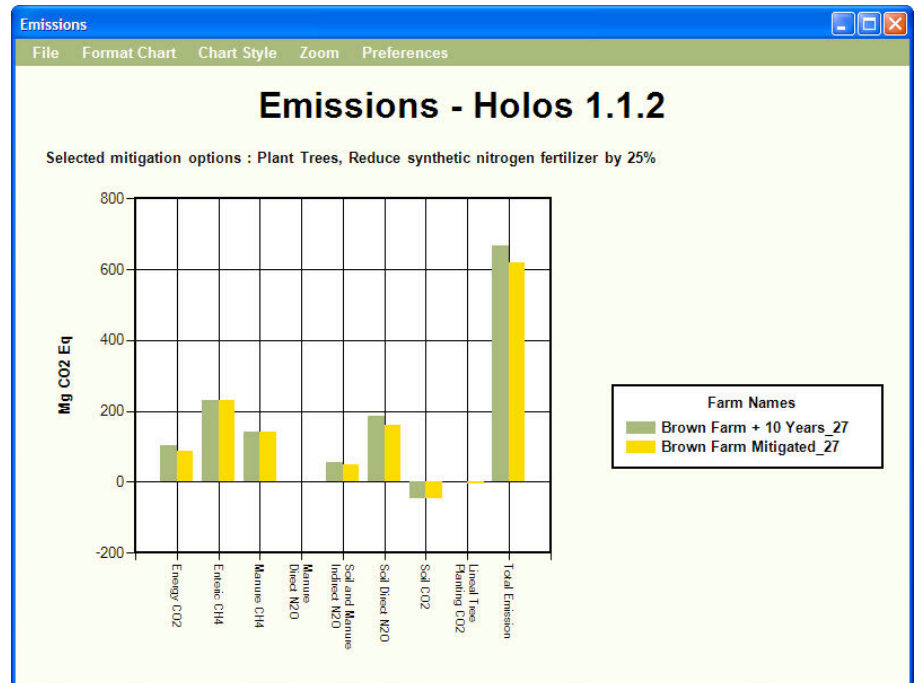 Emissions
File Format Chart Chart Style Zoom Preferences
Emissions - Holos 1.1.2
Selected mitigation options : Plant Trees, Reduce synthetic nitrogen fertilizer by 25%
800
600
400
200
0
-200
Mg CO2 Eq
Energy CO2
Enteric CH4
Manure CH4
Manure
Direct N2O
Soil and Manure
Indirect N2O
Soil Direct N2O
Soil CO2
Lineal Tree
Planting CO2
Total Emission
Farm Names
Brown Farm + 10 Years_27
Brown Farm Mitigated_27